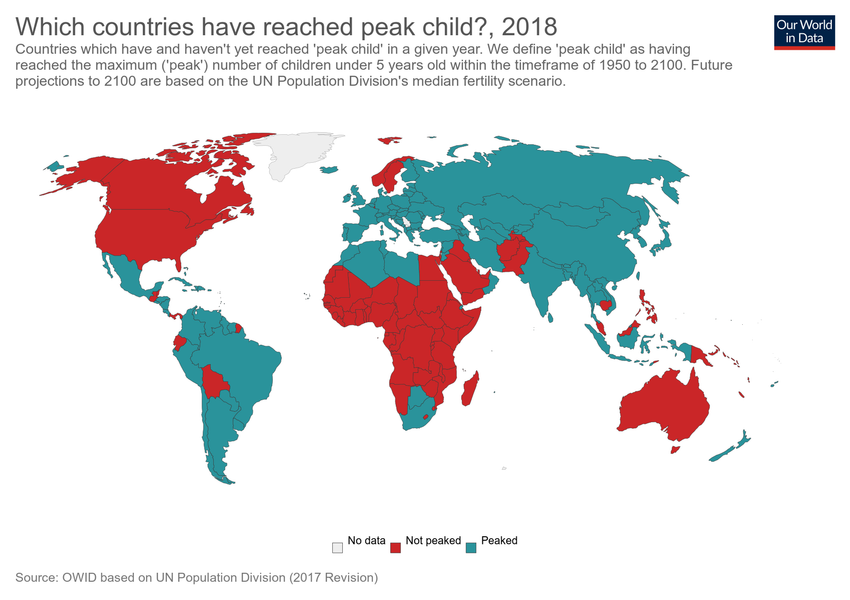 Which countries have reached peak child?, 2018
Our World
in Data
Countries which have and haven't yet reached 'peak child' in a given year. We define 'peak child' as having
reached the maximum ('peak') number of children under 5 years old within the timeframe of 1950 to 2100. Future
projections to 2100 are based on the UN Population Division's median fertility scenario.
No data Not peaked Peaked
Source: OWID based on UN Population Division (2017 Revision)